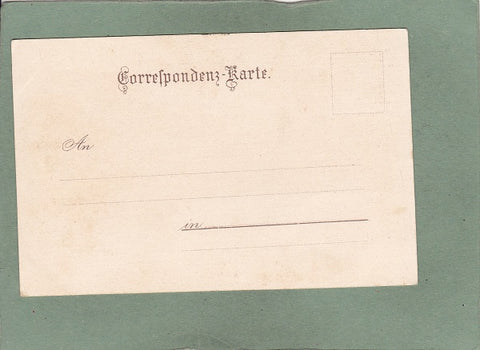 Correspondenz-Karte.
An
in